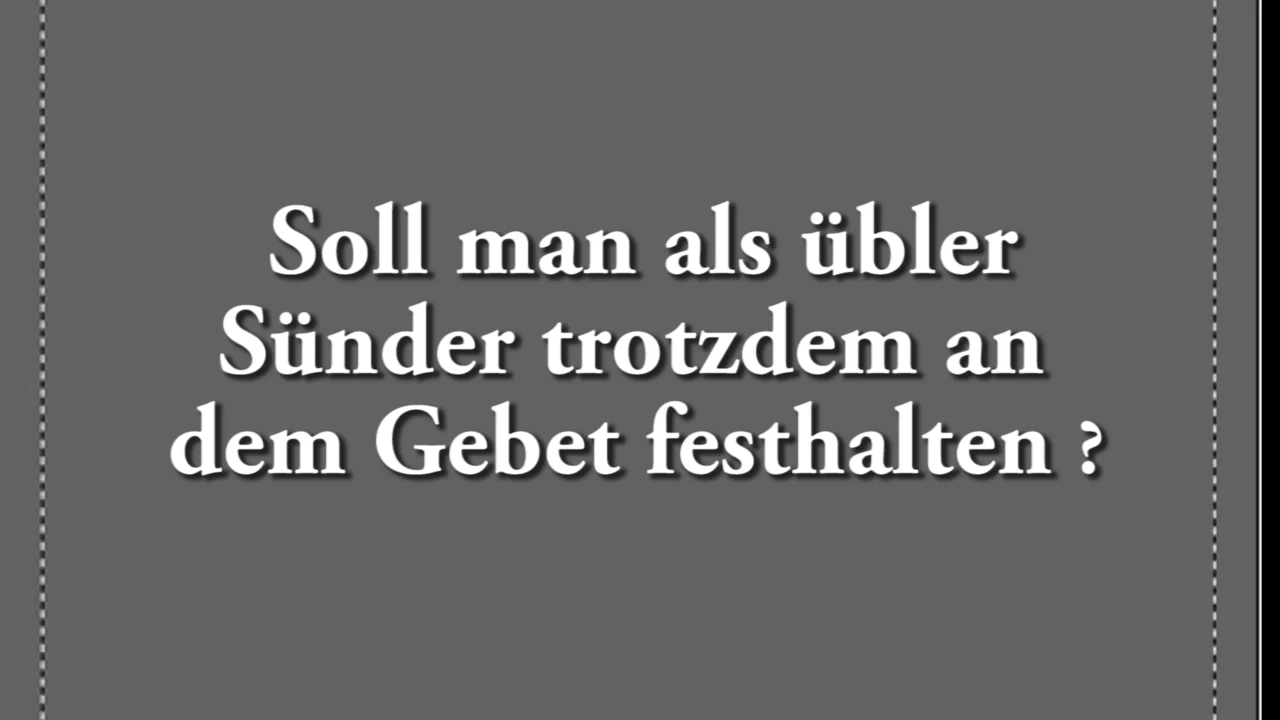 Soll man als übler
Sünder trotzdem an
dem Gebet festhalten ?